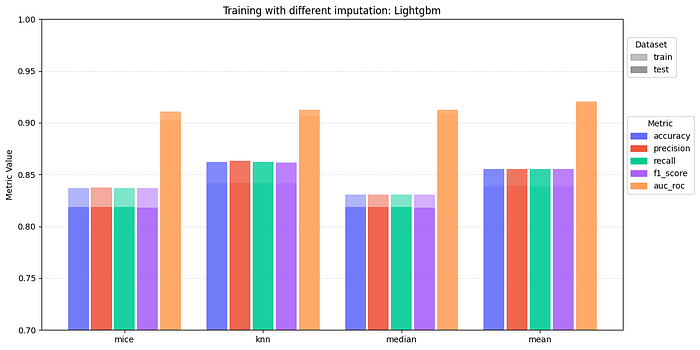 Training with different imputation: Lightgbm
Metric Value
1.00
0.95
0.90
0.85
0.80
0.75
0.70
mice
knn
median
mean
Dataset
train
test
Metric
accuracy
precision
recall
f1_score
auc_roc